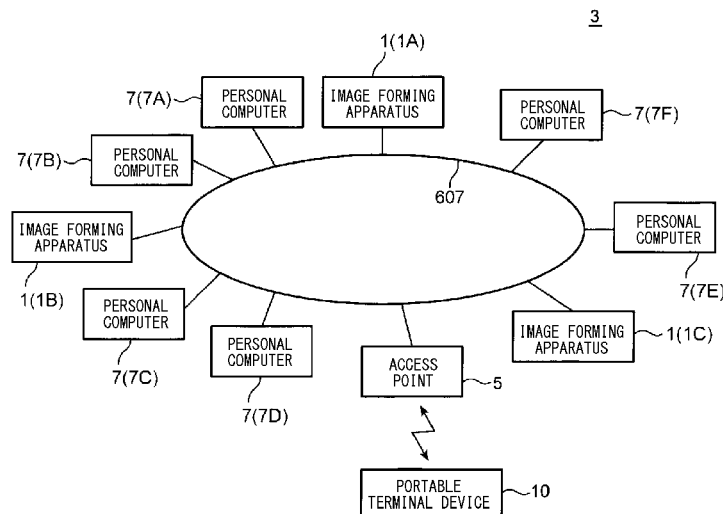 3
1(1A)
7(7A)
PERSONAL
COMPUTER
IMAGE FORMING
APPARATUS
PERSONAL
COMPUTER
7(7F)
7(7B)
PERSONAL
COMPUTER
607
IMAGE FORMING
APPARATUS
1(1B)
PERSONAL
COMPUTER
7(7E)
PERSONAL
COMPUTER
7(7C)
PERSONAL
COMPUTER
7(7D)
IMAGE FORMING
APPARATUS
1(1C)
ACCESS
POINT
5
PORTABLE
TERMINAL DEVICE
10